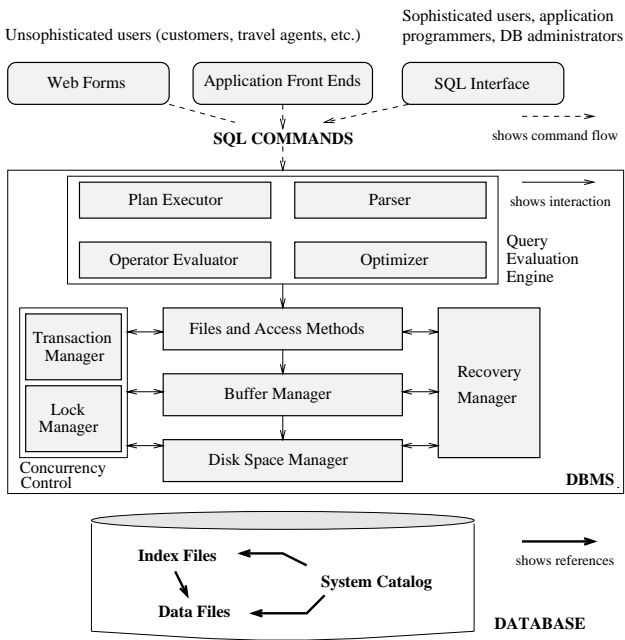 Unsophisticated users (customers, travel agents, etc.)
Sophisticated users, application
programmers, DB administrators
Web Forms
Application Front Ends
SQL Interface
SQL COMMANDS
shows command flow
Plan Executor
Parser
shows interaction
Operator Evaluator
Optimizer
Query
Evaluation
Engine
Files and Access Methods
Transaction
Manager
Recovery
Manager
Buffer Manager
Lock
Manager
Disk Space Manager
Concurrency
Control
DBMS
Index Files
shows references
System Catalog
Data Files
DATABASE